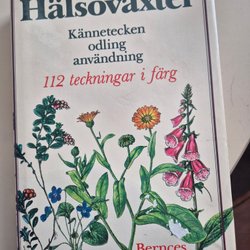 Hälsoväxter
Kännetecken
odling
användning
112 teckningar i färg
Bernces